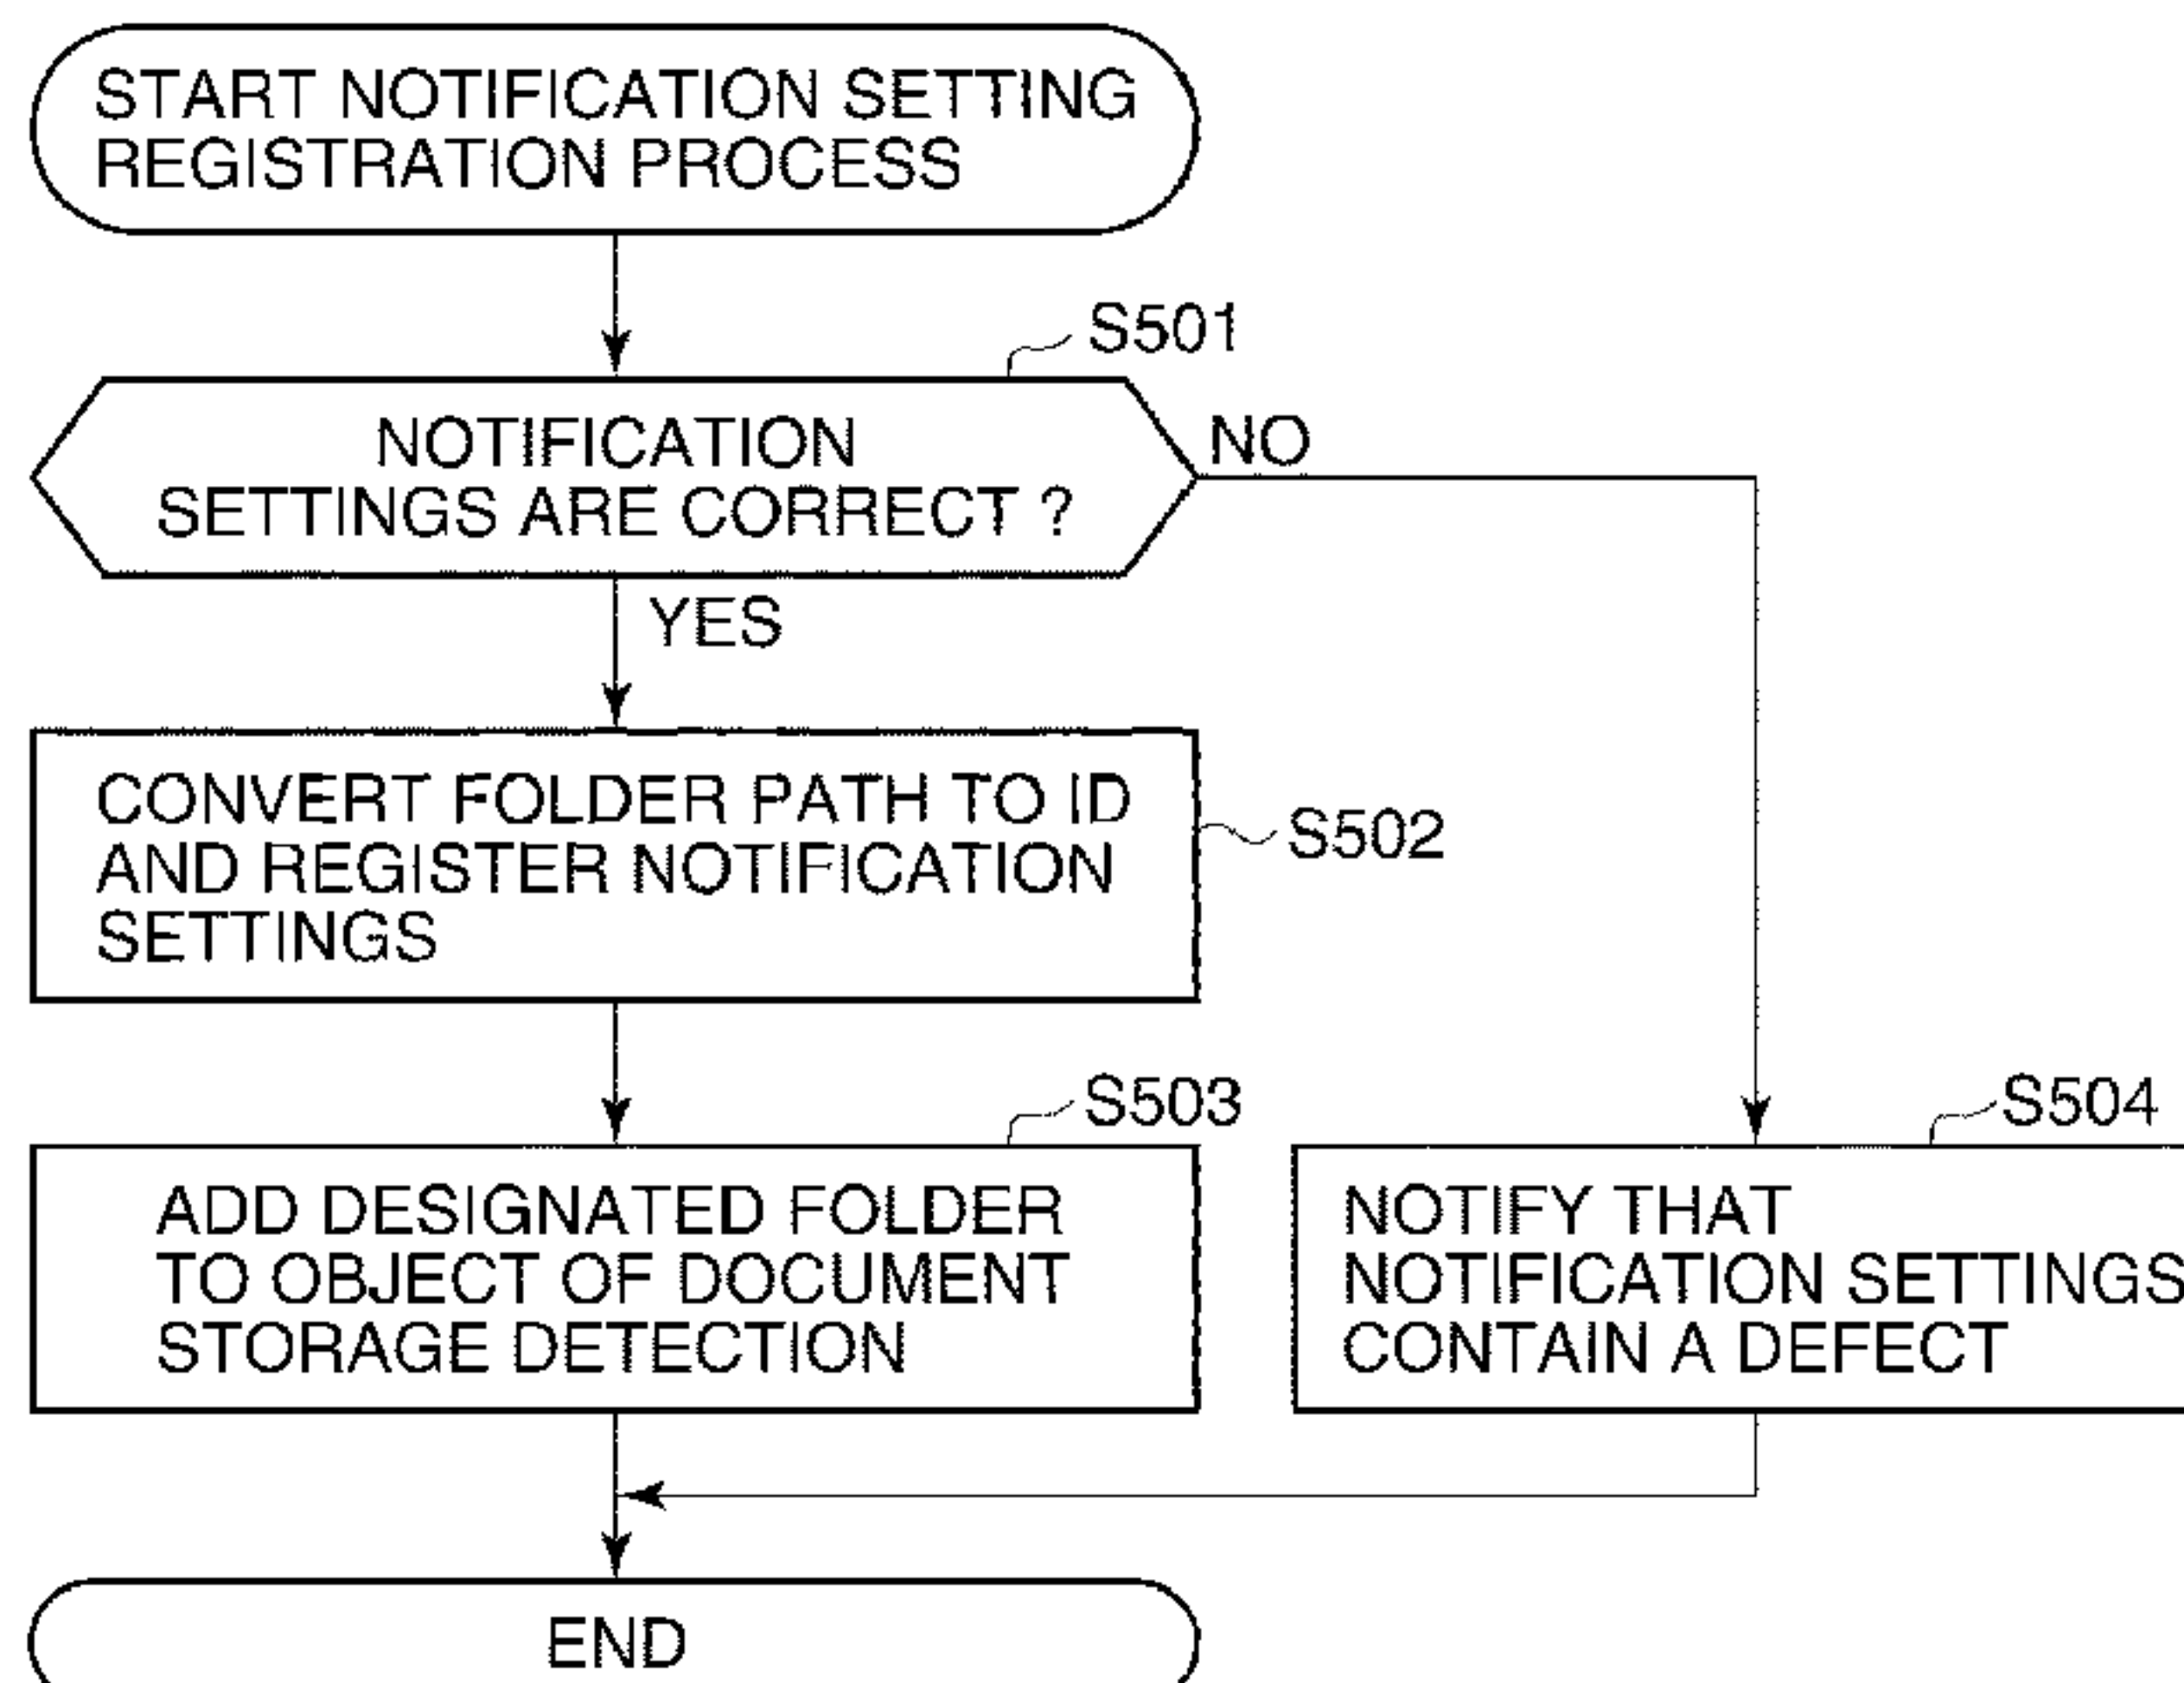 START NOTIFICATION SETTING
REGISTRATION PROCESS
S501
NOTIFICATION
SETTINGS ARE CORRECT ?
NO
YES
CONVERT FOLDER PATH TO ID
AND REGISTER NOTIFICATION
SETTINGS
S502
S503
ADD DESIGNATED FOLDER
TO OBJECT OF DOCUMENT
STORAGE DETECTION
S504
NOTIFY THAT
NOTIFICATION SETTINGS
CONTAIN A DEFECT
END